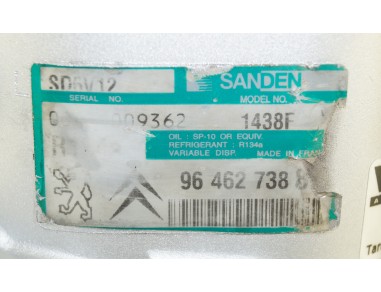 SD6V12 SANDEN
SERIAL NO. MODEL NO.
009362 1438F
OIL : SP-10 OR EQUIV.
REFRIGERANT : R134a
VARIABLE DISP. MADE IN
96 462 738